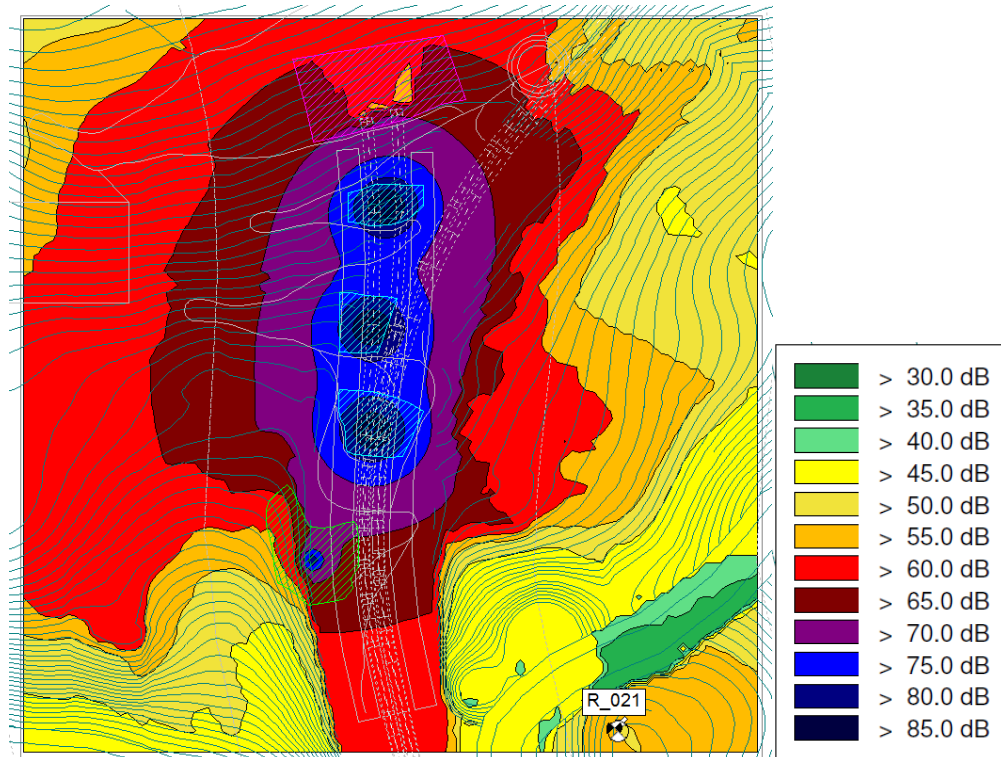 > 30.0 dB
> 35.0 dB
> 40.0 dB
> 45.0 dB
> 50.0 dB
> 55.0 dB
> 60.0 dB
> 65.0 dB
> 70.0 dB
> 75.0 dB
> 80.0 dB
> 85.0 dB
R_021